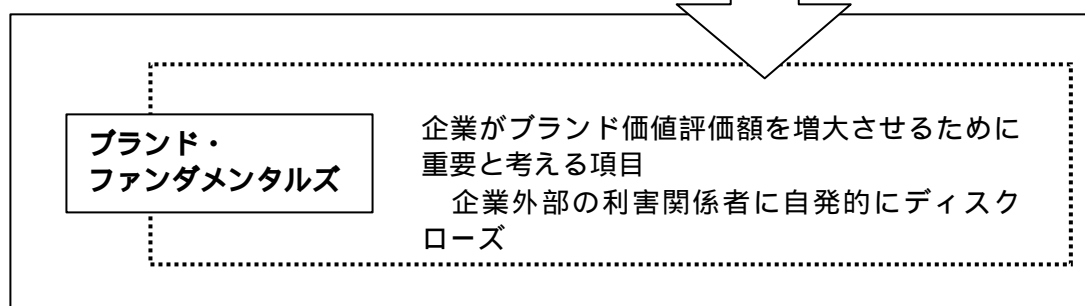 ブランド・
ファンダメンタルズ
企業がブランド価値評価額を増大させるために
重要と考える項目
　企業外部の利害関係者に自発的にディスク
ローズ